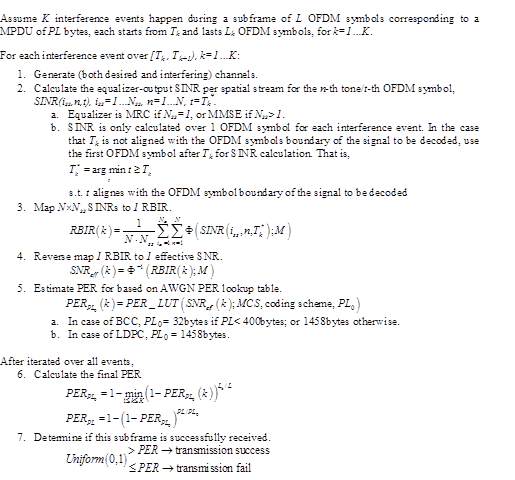 Assume K interference events happen during a subframe of L OFDM symbols corresponding to a
MPDU of PL bytes, each starts from Tk and lasts Lk OFDM symbols, for k=1...K.
For each interference event over [Tk, Tk+1), k=1...K:
1. Generate (both desired and interfering) channels.
2. Calculate the equalizer-output SINR per spatial stream for the n-th tone/t-th OFDM symbol,
SINR(iss,n,t), iss=1...Nss, n=1...N, t=Tk*.
a. Equalizer is MRC if Nss=1, or MMSE if Nss>1.
b. SINR is only calculated over 1 OFDM symbol for each interference event. In the case
that Tk is not aligned with the OFDM symbols boundary of the signal to be decoded, use
the first OFDM symbol after Tk for SINR calculation. That is,
Tk* = arg min t ≥ Tk
t
s.t. t alignes with the OFDM symbol boundary of the signal to be decoded
3. Map N×Nss SINRs to 1 RBIR.
RBIR(k) = 1/(N·Nss) Σ(iss=1..Nss) Σ(n=1..N) Φ(SINR(iss,n,Tk*);M)
4. Reverse map 1 RBIR to 1 effective SNR.
SNReff(k) = Φ⁻¹(RBIR(k);M)
5. Estimate PER for based on AWGN PER lookup table.
PERPL0(k) = PER_LUT(SNReff(k); MCS, coding scheme, PL0)
a. In case of BCC, PL0= 32bytes if PL< 400bytes; or 1458bytes otherwise.
b. In case of LDPC, PL0 = 1458bytes.
After iterated over all events,
6. Calculate the final PER
PERPL0 = 1− min(1≤k≤K) (1− PERPL0(k))^(Lk/L)
PERPL = 1−(1− PERPL0)^(PL/PL0)
7. Determine if this subframe is successfully received.
Uniform(0,1) > PER → transmission success
≤ PER → transmission fail